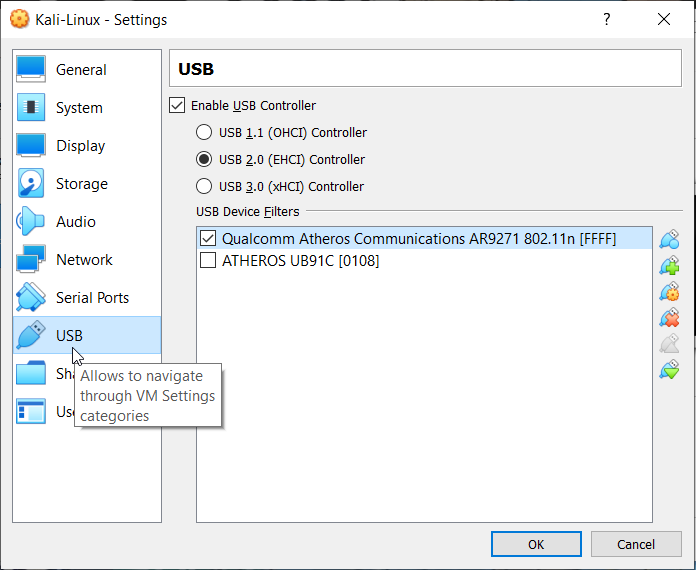 Kali-Linux - Settings
?
General
System
Display
Storage
Audio
Network
Serial Ports
USB
Sha
Use
Allows to navigate
through VM Settings
categories
USB
Enable USB Controller
USB 1.1 (OHCI) Controller
USB 2.0 (EHCI) Controller
USB 3.0 (xHCI) Controller
USB Device Filters
Qualcomm Atheros Communications AR9271 802.11n [FFFF]
ATHEROS UB91C [0108]
OK
Cancel